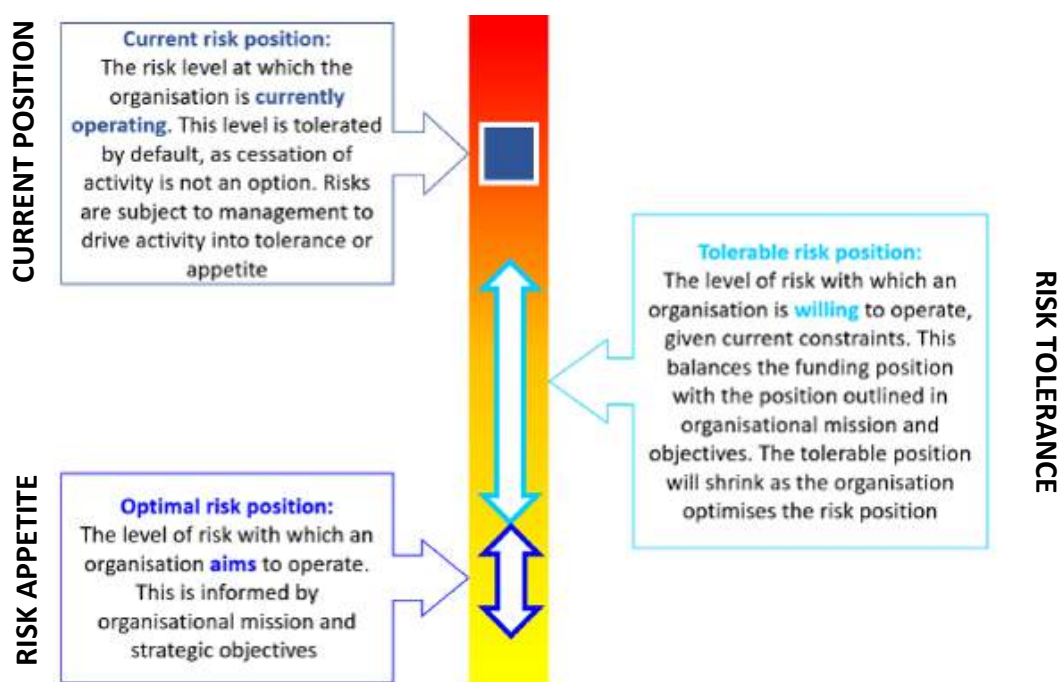 CURRENT POSITION
Current risk position:
The risk level at which the
organisation is currently
operating. This level is tolerated
by default, as cessation of
activity is not an option. Risks
are subject to management to
drive activity into tolerance or
appetite
RISK TOLERANCE
Tolerable risk position:
The level of risk with which an
organisation is willing to operate,
given current constraints. This
balances the funding position
with the position outlined in
organisational mission and
objectives. The tolerable position
will shrink as the organisation
optimises the risk position
RISK APPETITE
Optimal risk position:
The level of risk with which an
organisation aims to operate.
This is informed by
organisational mission and
strategic objectives